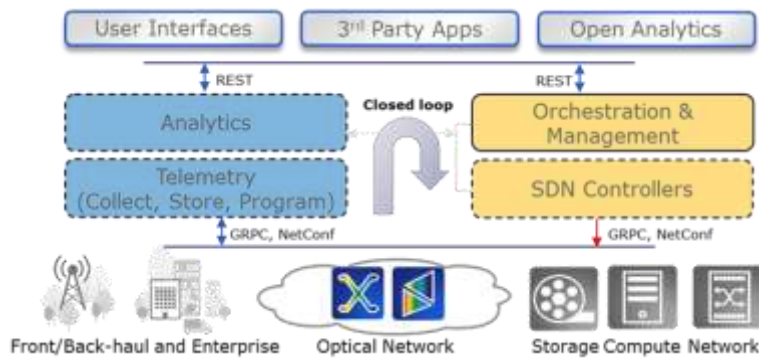 User Interfaces
3rd Party Apps
Open Analytics
REST
REST
Analytics
Closed loop
Orchestration &
Management
Telemetry
(Collect, Store, Program)
SDN Controllers
GRPC, NetConf
GRPC, NetConf
Front/Back-haul and Enterprise
Optical Network
Storage
Compute
Network